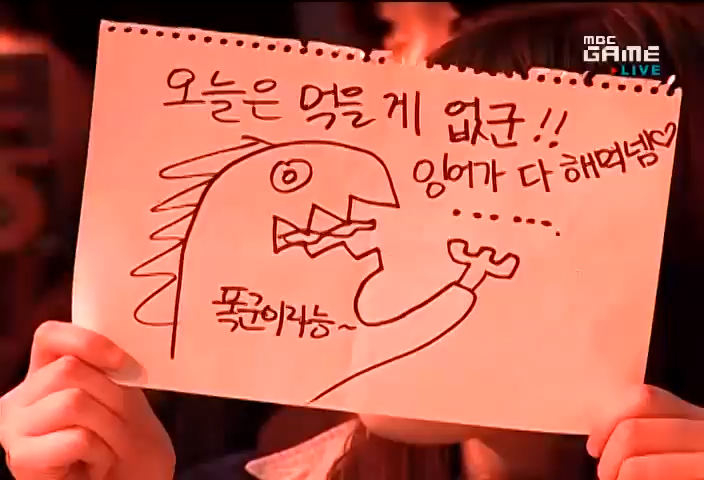 mbc
GAME
LIVE
오늘은 먹을 게 없군!!
잉어가 다 해먹넴♡
.......
폭군이라능~